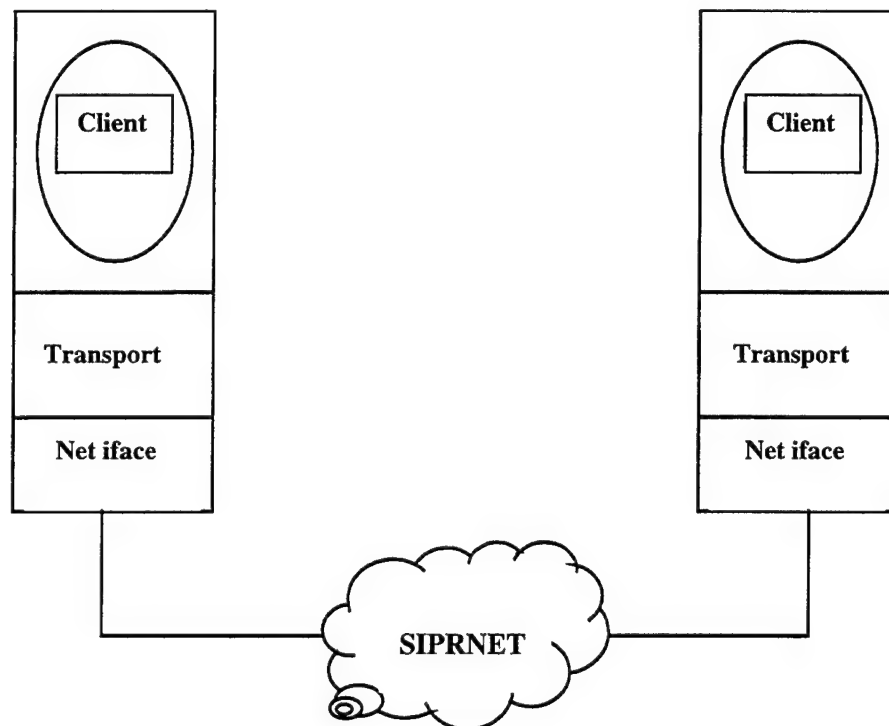 Client
Client
Transport
Transport
Net iface
Net iface
SIPRNET